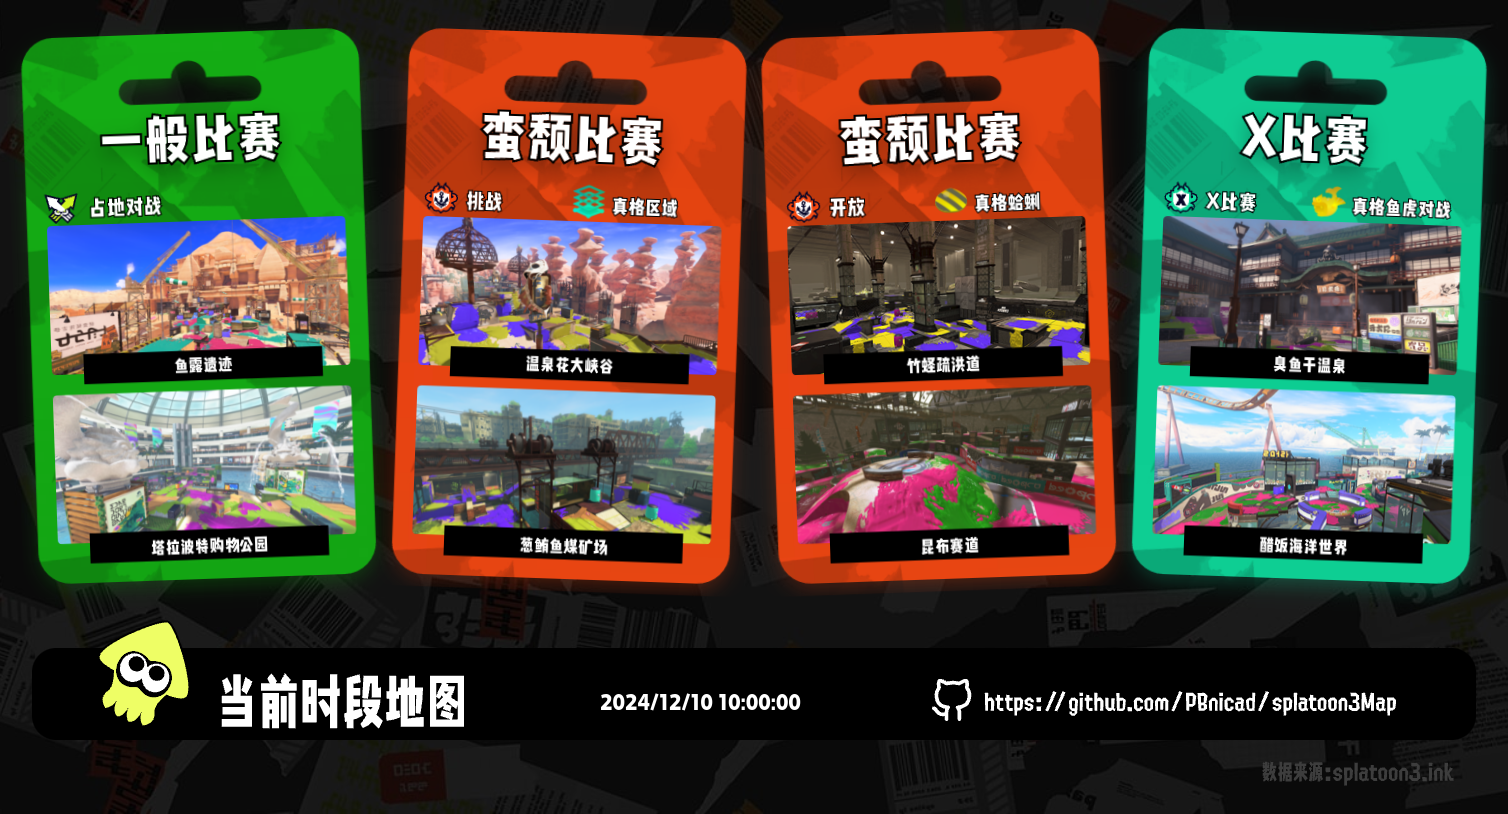 一般比赛
占地对战
鱼露遗迹
塔拉波特购物公园
蛮颓比赛
挑战
真格区域
温泉花大峡谷
葱鲔鱼煤矿场
蛮颓比赛
开放
真格蛤蜊
竹蛏疏洪道
昆布赛道
X比赛
X比赛
真格鱼虎对战
臭鱼干温泉
醋饭海洋世界
当前时段地图
2024/12/10 10:00:00
https://github.com/PBnicad/splatoon3Map
数据来源:splatoon3.ink